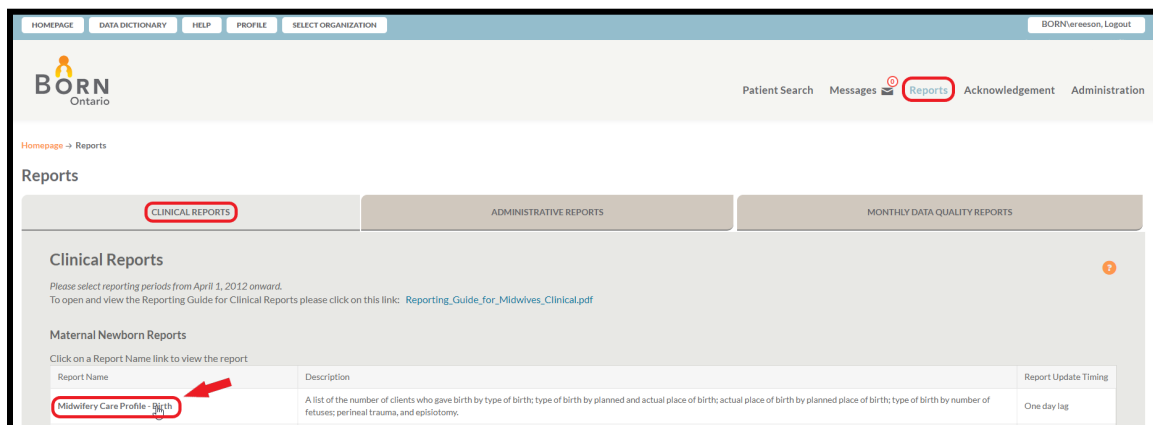 HOMEPAGE DATA DICTIONARY HELP PROFILE SELECT ORGANIZATION BORN\ereeson, Logout
BORN
Ontario
Patient Search Messages 0 Reports Acknowledgement Administration
Homepage → Reports
Reports
CLINICAL REPORTS ADMINISTRATIVE REPORTS MONTHLY DATA QUALITY REPORTS
Clinical Reports ?
Please select reporting periods from April 1, 2012 onward.
To open and view the Reporting Guide for Clinical Reports please click on this link: Reporting_Guide_for_Midwives_Clinical.pdf
Maternal Newborn Reports
Click on a Report Name link to view the report
Report Name Description Report Update Timing
Midwifery Care Profile - Birth
A list of the number of clients who gave birth by type of birth; type of birth by planned and actual place of birth; actual place of birth by planned place of birth; type of birth by number of
fetuses; perineal trauma, and episiotomy.
One day lag